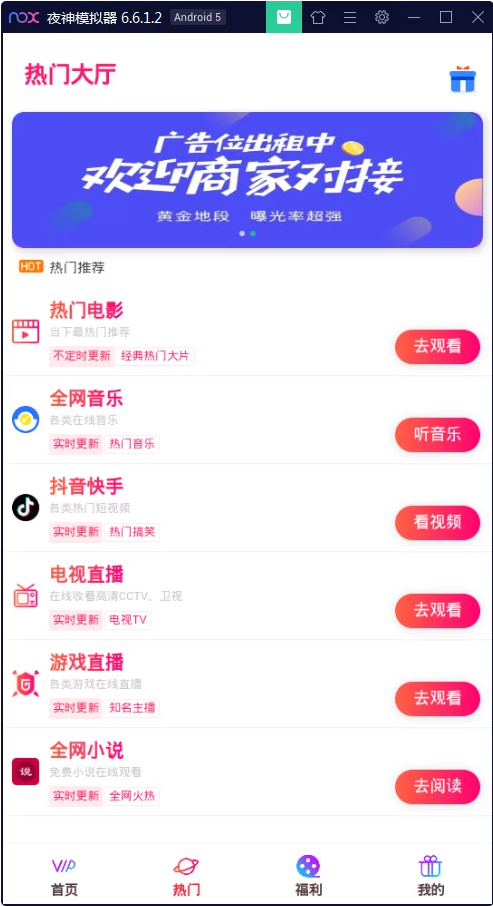 nox 夜神模拟器 6.6.1.2 Android 5
热门大厅
广告位出租中
欢迎商家对接
黄金地段 曝光率超强
HOT 热门推荐
热门电影
当下最热门推荐
不定时更新 经典热门大片
去观看
全网音乐
各类在线音乐
实时更新 热门音乐
听音乐
抖音快手
各类热门短视频
实时更新 热门搞笑
看视频
电视直播
在线收看高清CCTV、卫视
实时更新 电视TV
去观看
游戏直播
各类游戏在线直播
实时更新 知名主播
去观看
说
全网小说
免费小说在线观看
实时更新 全网火热
去阅读
VIP
首页 热门 福利 我的